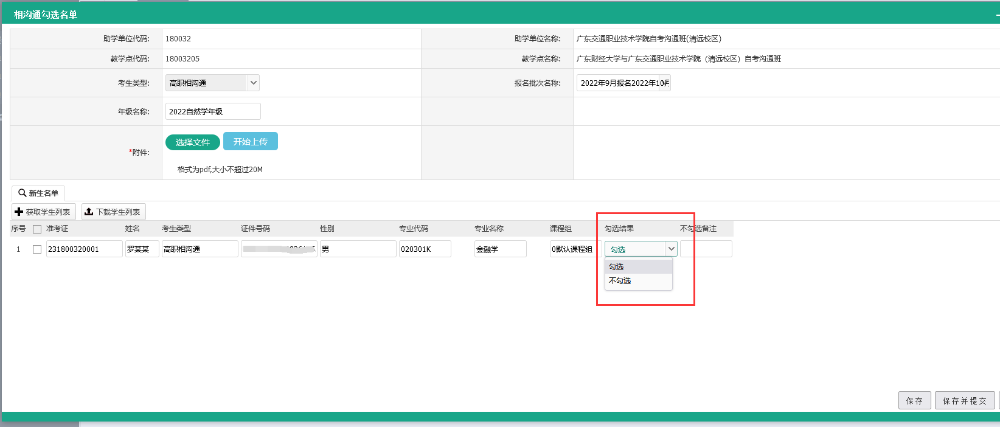 相沟通勾选名单
助学单位代码: 180032 助学单位名称: 广东交通职业技术学院自考沟通班(清远校区)
教学点代码: 18003205 教学点名称: 广东财经大学与广东交通职业技术学院（清远校区）自考沟通班
考生类型: 高职相沟通 报名批次名称: 2022年9月报名2022年10月
年级名称: 2022自然学年级
*附件: 选择文件 开始上传
格式为pdf,大小不超过20M
新生名单
获取学生列表 下载学生列表
序号 准考证 姓名 考生类型 证件号码 性别 专业代码 专业名称 课程组 勾选结果 不勾选备注
1 231800320001 罗某某 高职相沟通 男 020301K 金融学 0默认课程组 勾选
勾选
不勾选
保存 保存并提交